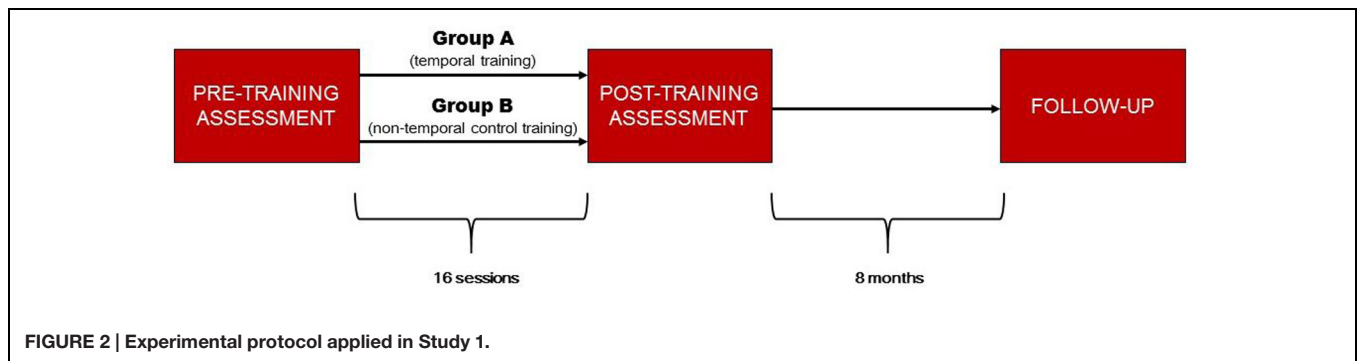 Group A
(temporal training)
PRE-TRAINING
ASSESSMENT
Group B
(non-temporal control training)
POST-TRAINING
ASSESSMENT
FOLLOW-UP
16 sessions
8 months
FIGURE 2 | Experimental protocol applied in Study 1.